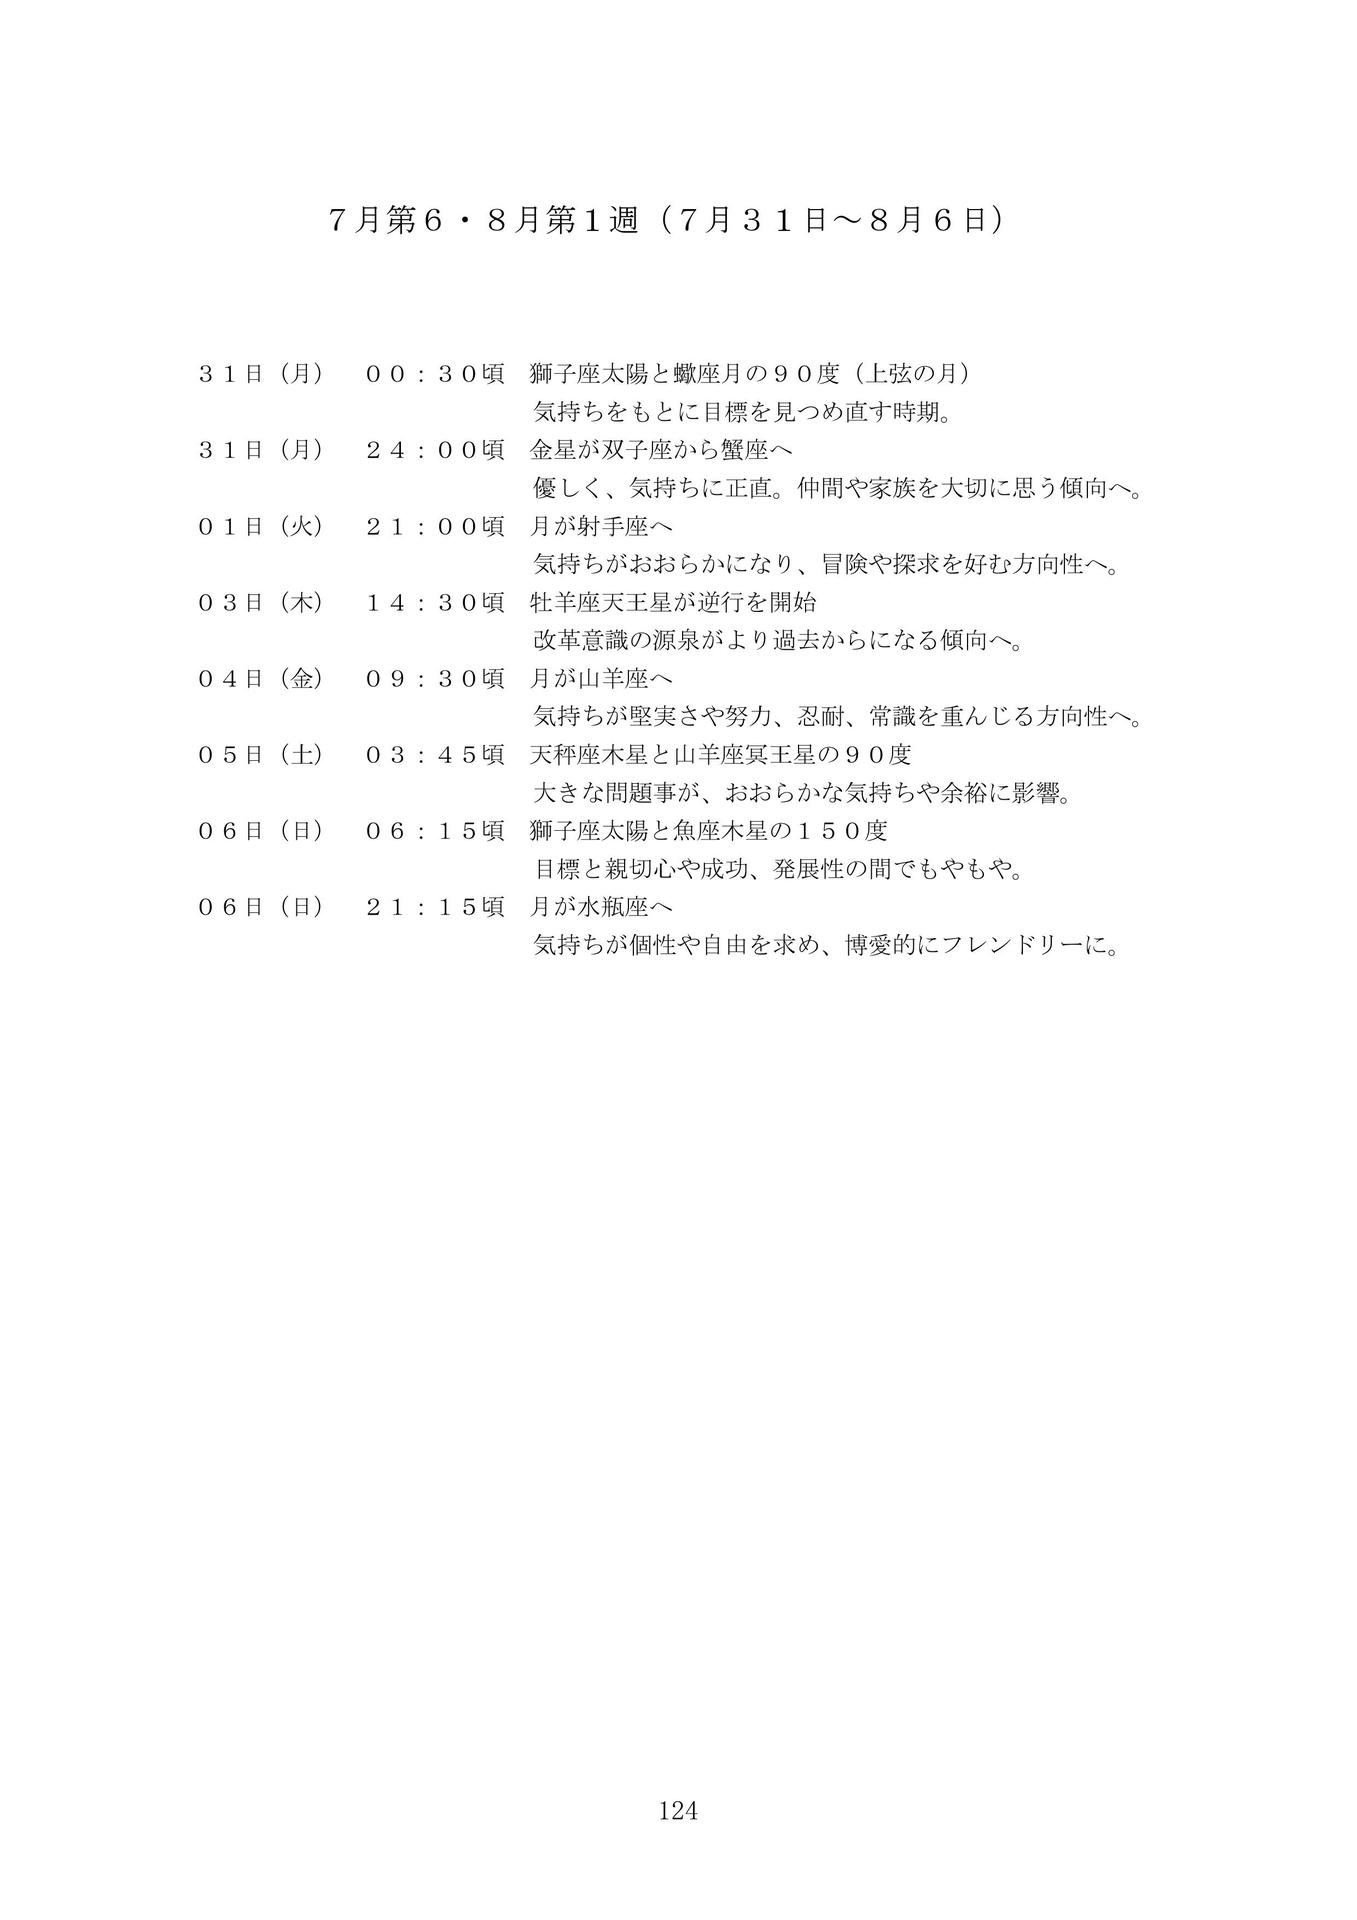 ７月第６・８月第１週（７月３１日～８月６日）
３１日（月）　００：３０頃　獅子座太陽と蠍座月の９０度（上弦の月）
気持ちをもとに目標を見つめ直す時期。
３１日（月）　２４：００頃　金星が双子座から蟹座へ
優しく、気持ちに正直。仲間や家族を大切に思う傾向へ。
０１日（火）　２１：００頃　月が射手座へ
気持ちがおおらかになり、冒険や探求を好む方向性へ。
０３日（木）　１４：３０頃　牡羊座天王星が逆行を開始
改革意識の源泉がより過去からになる傾向へ。
０４日（金）　０９：３０頃　月が山羊座へ
気持ちが堅実さや努力、忍耐、常識を重んじる方向性へ。
０５日（土）　０３：４５頃　天秤座木星と山羊座冥王星の９０度
大きな問題事が、おおらかな気持ちや余裕に影響。
０６日（日）　０６：１５頃　獅子座太陽と魚座木星の１５０度
目標と親切心や成功、発展性の間でもやもや。
０６日（日）　２１：１５頃　月が水瓶座へ
気持ちが個性や自由を求め、博愛的にフレンドリーに。
124